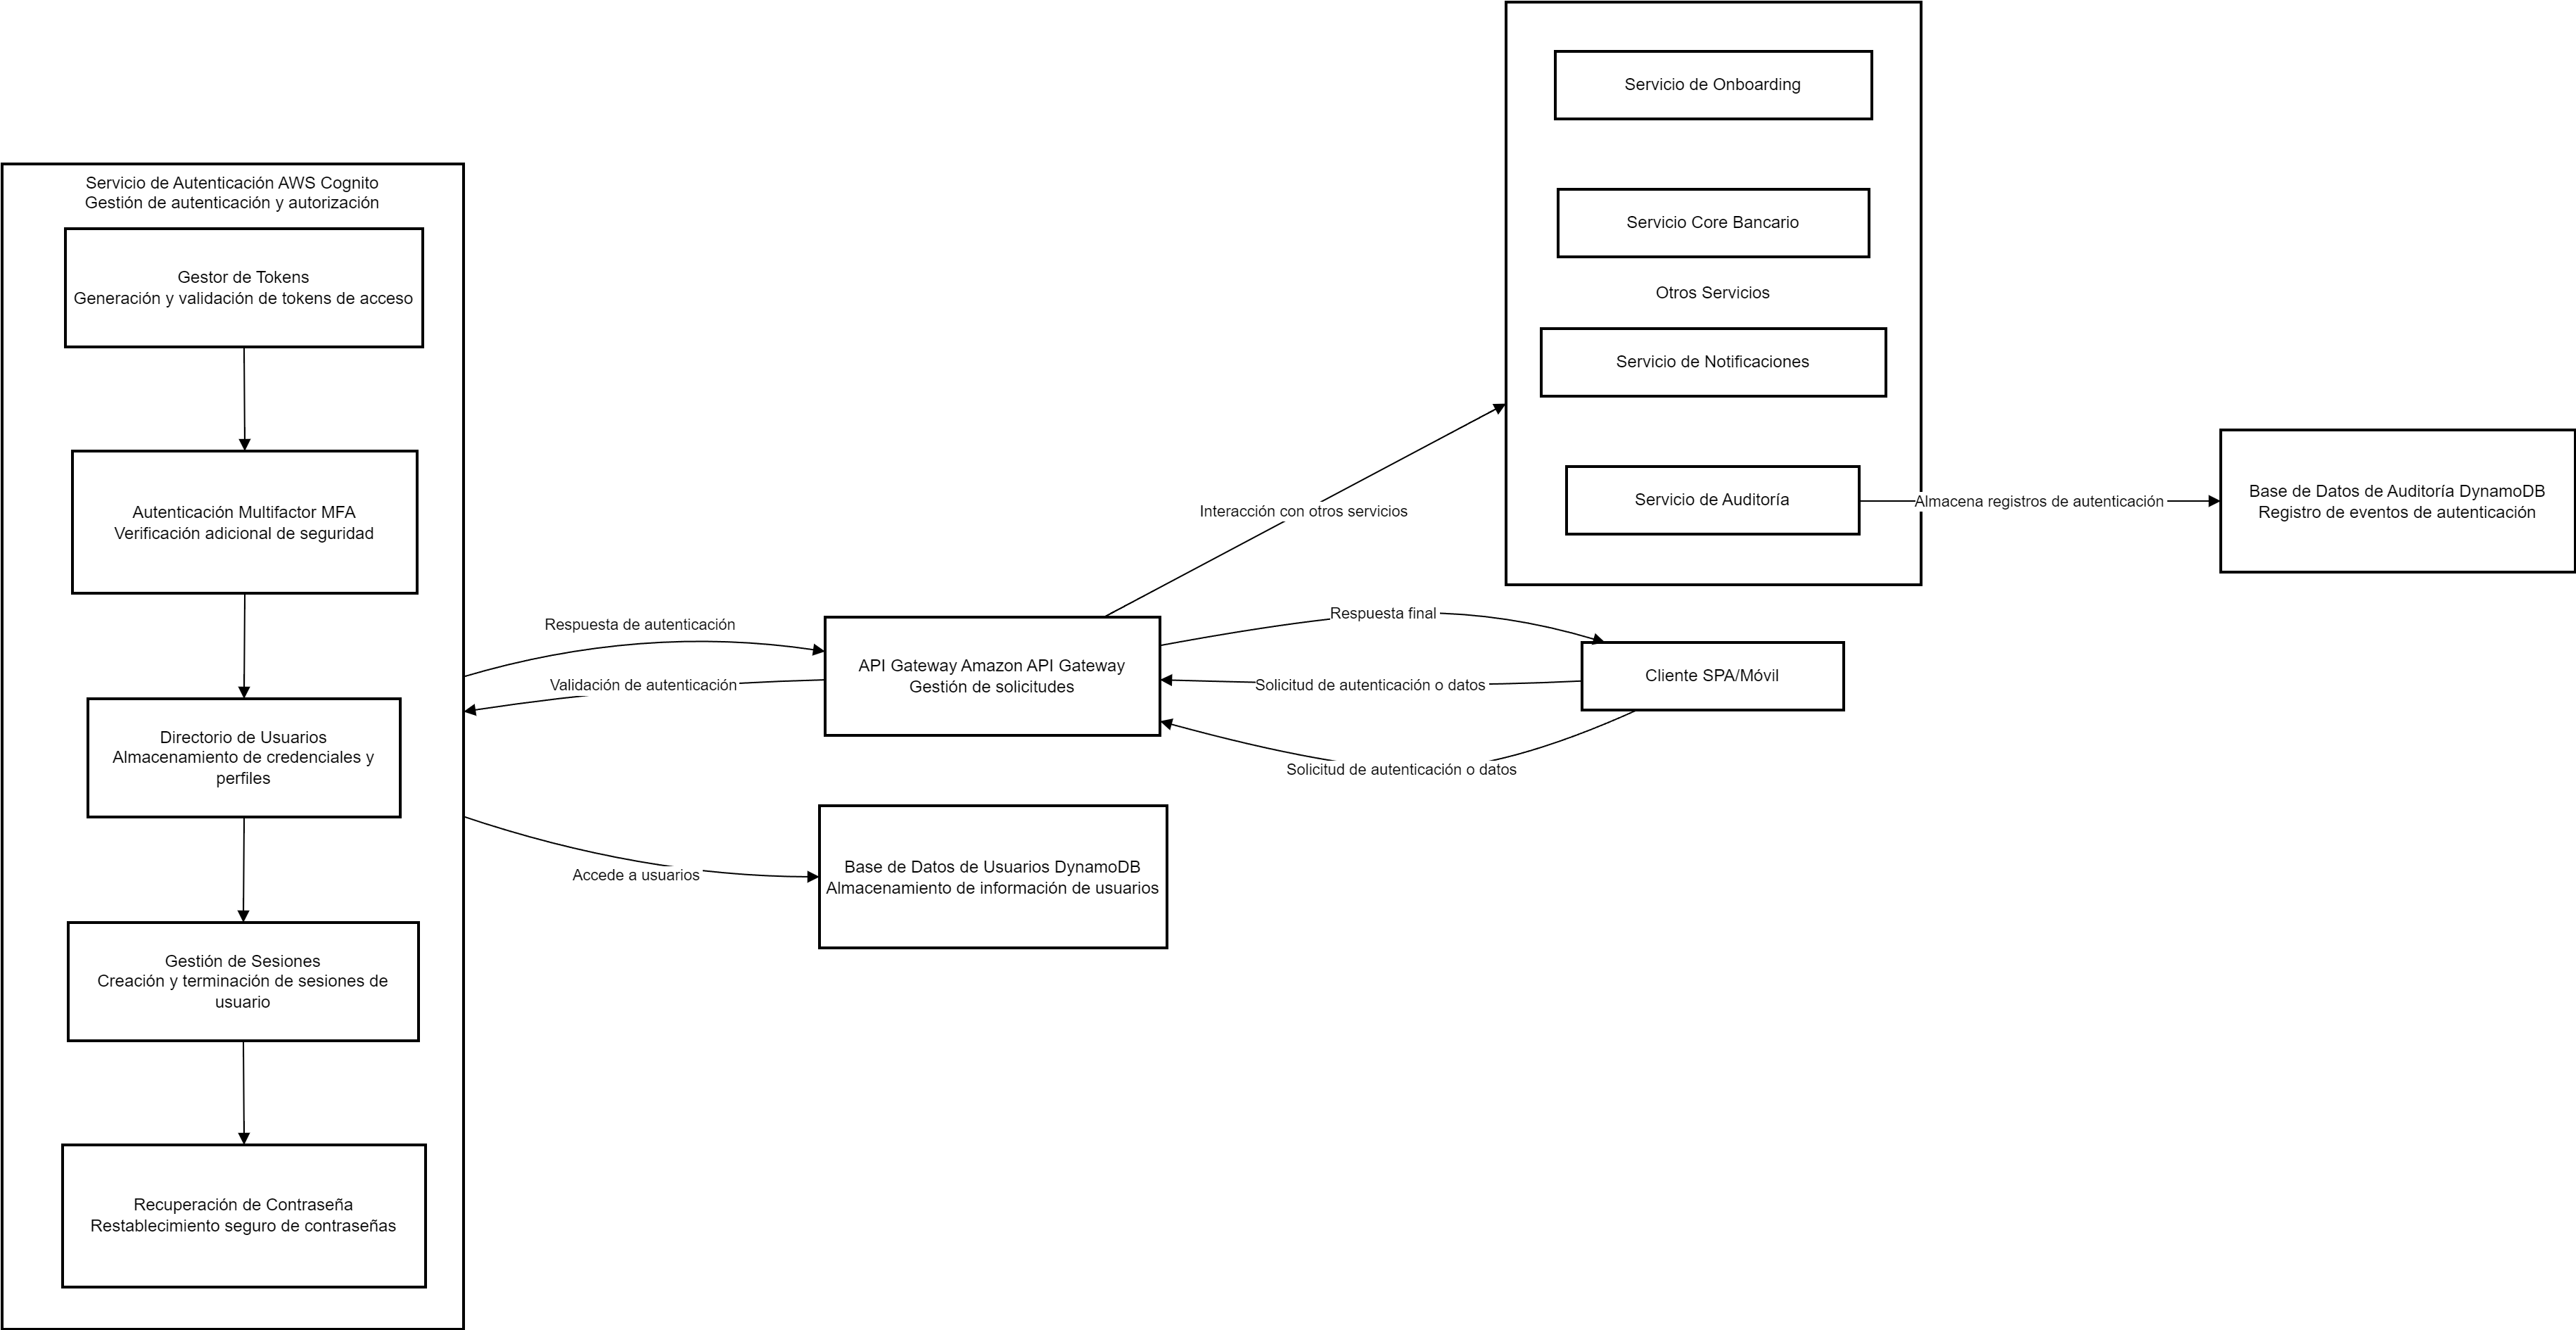 Servicio de Autenticación AWS Cognito
Gestión de autenticación y autorización
Gestor de Tokens
Generación y validación de tokens de acceso
Autenticación Multifactor MFA
Verificación adicional de seguridad
Directorio de Usuarios
Almacenamiento de credenciales y
perfiles
Gestión de Sesiones
Creación y terminación de sesiones de
usuario
Recuperación de Contraseña
Restablecimiento seguro de contraseñas
Respuesta de autenticación
Validación de autenticación
Accede a usuarios
API Gateway Amazon API Gateway
Gestión de solicitudes
Base de Datos de Usuarios DynamoDB
Almacenamiento de información de usuarios
Interacción con otros servicios
Respuesta final
Solicitud de autenticación o datos
Solicitud de autenticación o datos
Servicio de Onboarding
Servicio Core Bancario
Otros Servicios
Servicio de Notificaciones
Servicio de Auditoría
Cliente SPA/Móvil
Almacena registros de autenticación
Base de Datos de Auditoría DynamoDB
Registro de eventos de autenticación